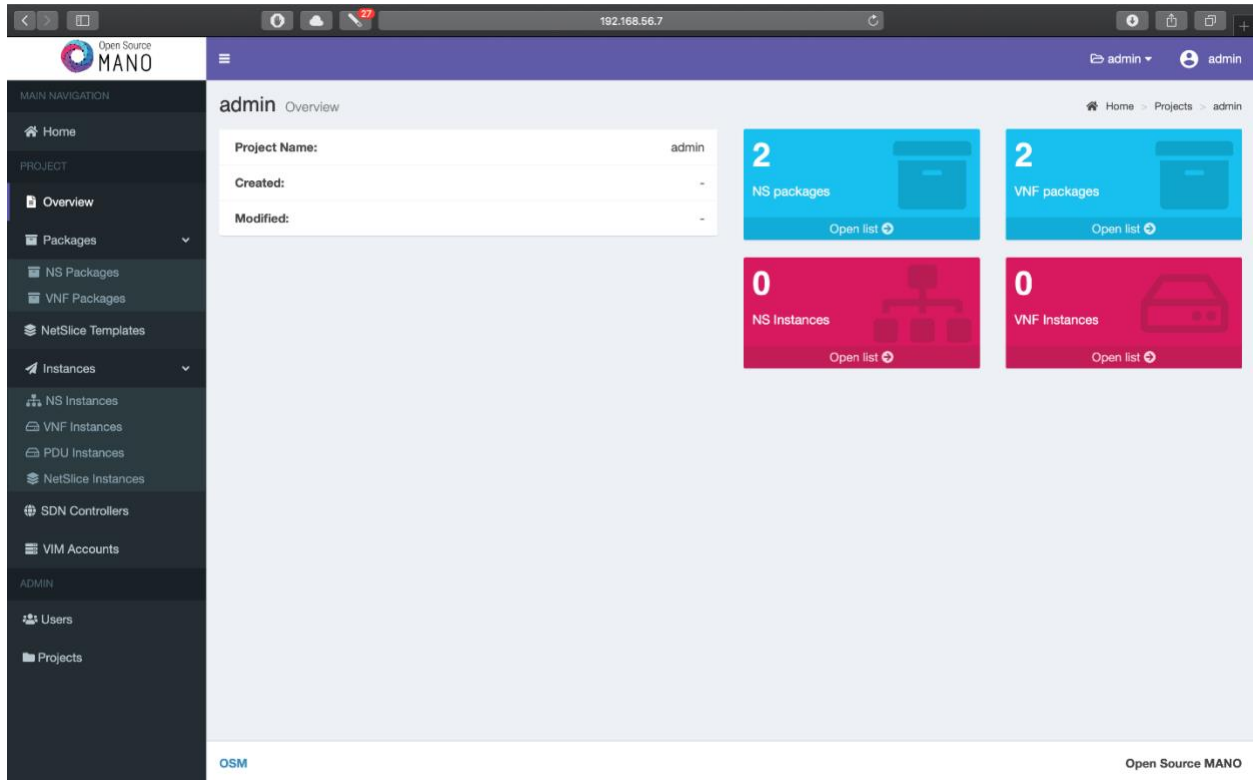 27
192.168.56.7
Open Source
MANO
admin
admin
MAIN NAVIGATION
Home
PROJECT
Overview
Packages
NS Packages
VNF Packages
NetSlice Templates
Instances
NS Instances
VNF Instances
PDU Instances
NetSlice Instances
SDN Controllers
VIM Accounts
ADMIN
Users
Projects
admin Overview
Home > Projects > admin
Project Name: admin
Created: -
Modified: -
2
NS packages
Open list
2
VNF packages
Open list
0
NS Instances
Open list
0
VNF Instances
Open list
OSM
Open Source MANO